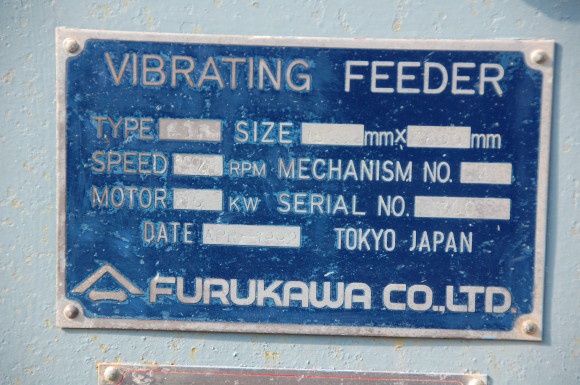 VIBRATING FEEDER
TYPE SIZE mm× mm
SPEED RPM MECHANISM NO.
MOTOR KW SERIAL NO.
DATE TOKYO JAPAN
FURUKAWA CO.,LTD.